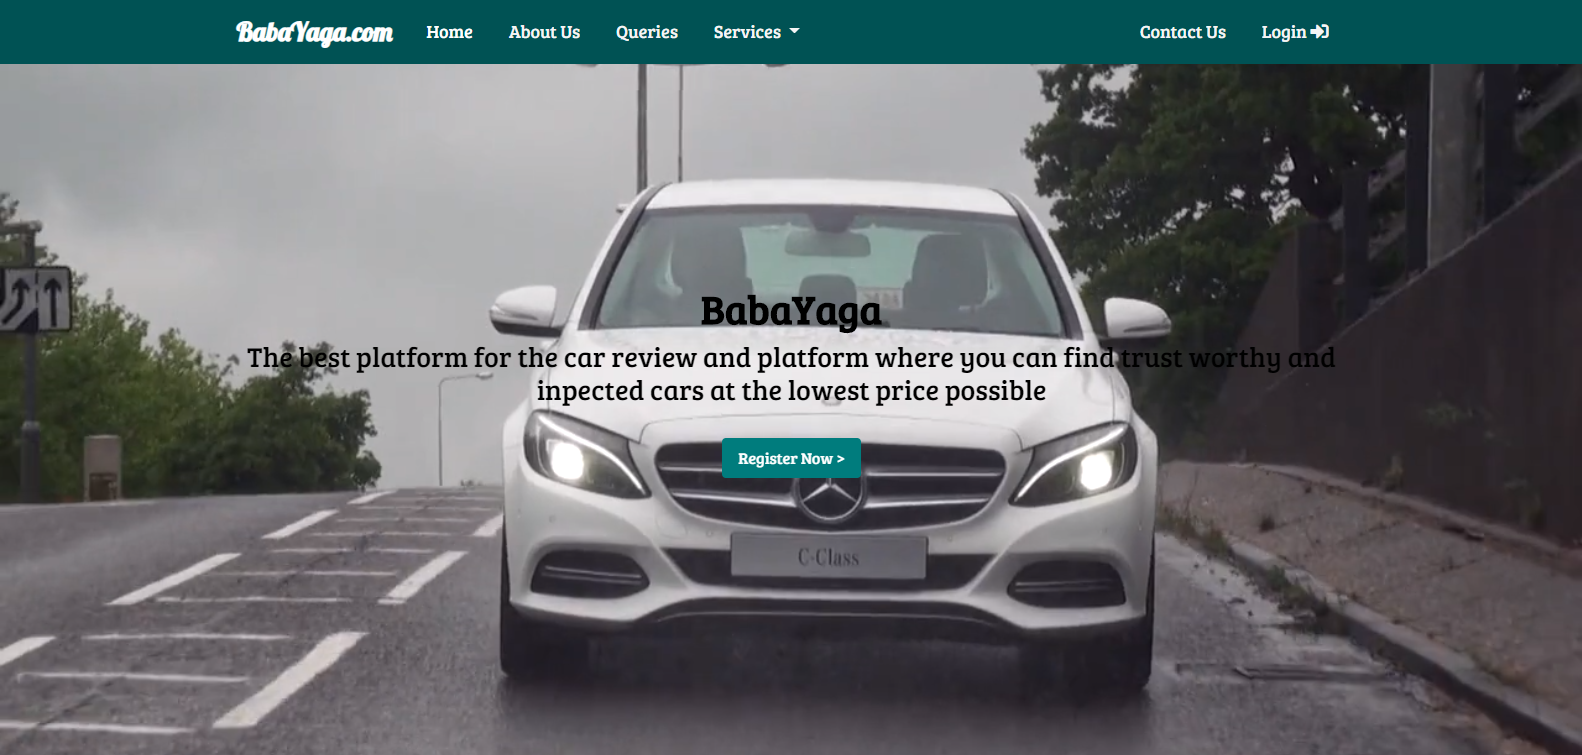 BabaYaga.com Home About Us Queries Services Contact Us Login
BabaYaga
The best platform for the car review and platform where you can find trust worthy and
inpected cars at the lowest price possible
Register Now >
C-Class